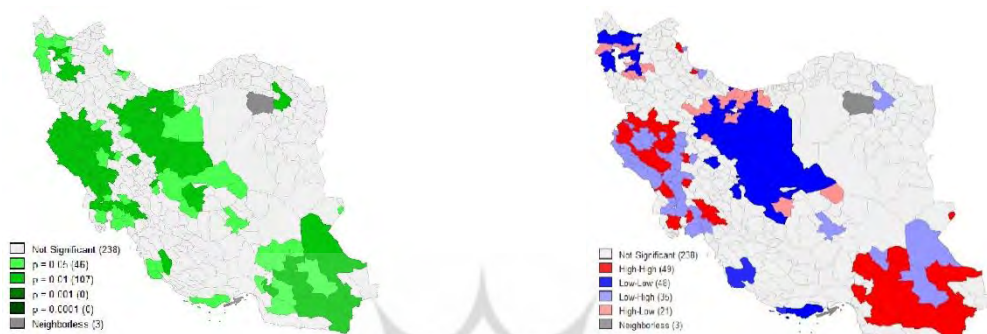 Not Significant (238)
p = 0.05 (46)
p = 0.01 (107)
p = 0.001 (0)
p = 0.0001 (0)
Neighborless (3)
Not Significant (238)
High-High (49)
Low-Low (48)
Low-High (35)
High-Low (21)
Neighborless (3)